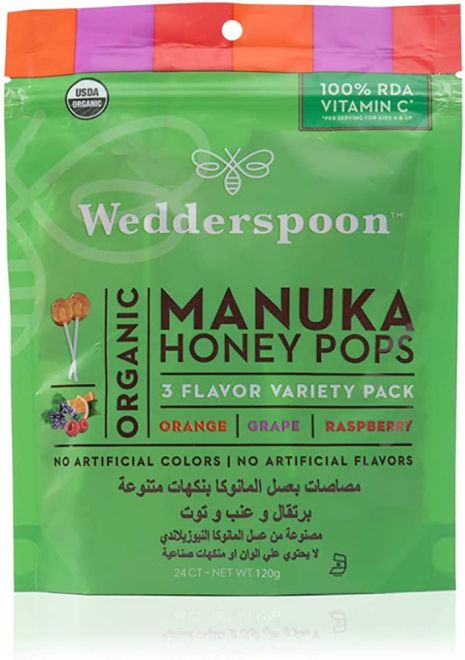 USDA
ORGANIC
100% RDA
VITAMIN C*
*PER SERVING FOR KIDS 4 & UP
Wedderspoon™
ORGANIC
MANUKA
HONEY POPS
3 FLAVOR VARIETY PACK
ORANGE | GRAPE | RASPBERRY
NO ARTIFICIAL COLORS | NO ARTIFICIAL FLAVORS
مصاصات بعسل المانوكا بنكهات متنوعة
برتقال و عنب و توت
مصنوعة من عسل المانوكا النيوزيلاندي
لا يحتوي علي الوان او منكهات صناعية
24 CT - NET WT 120g